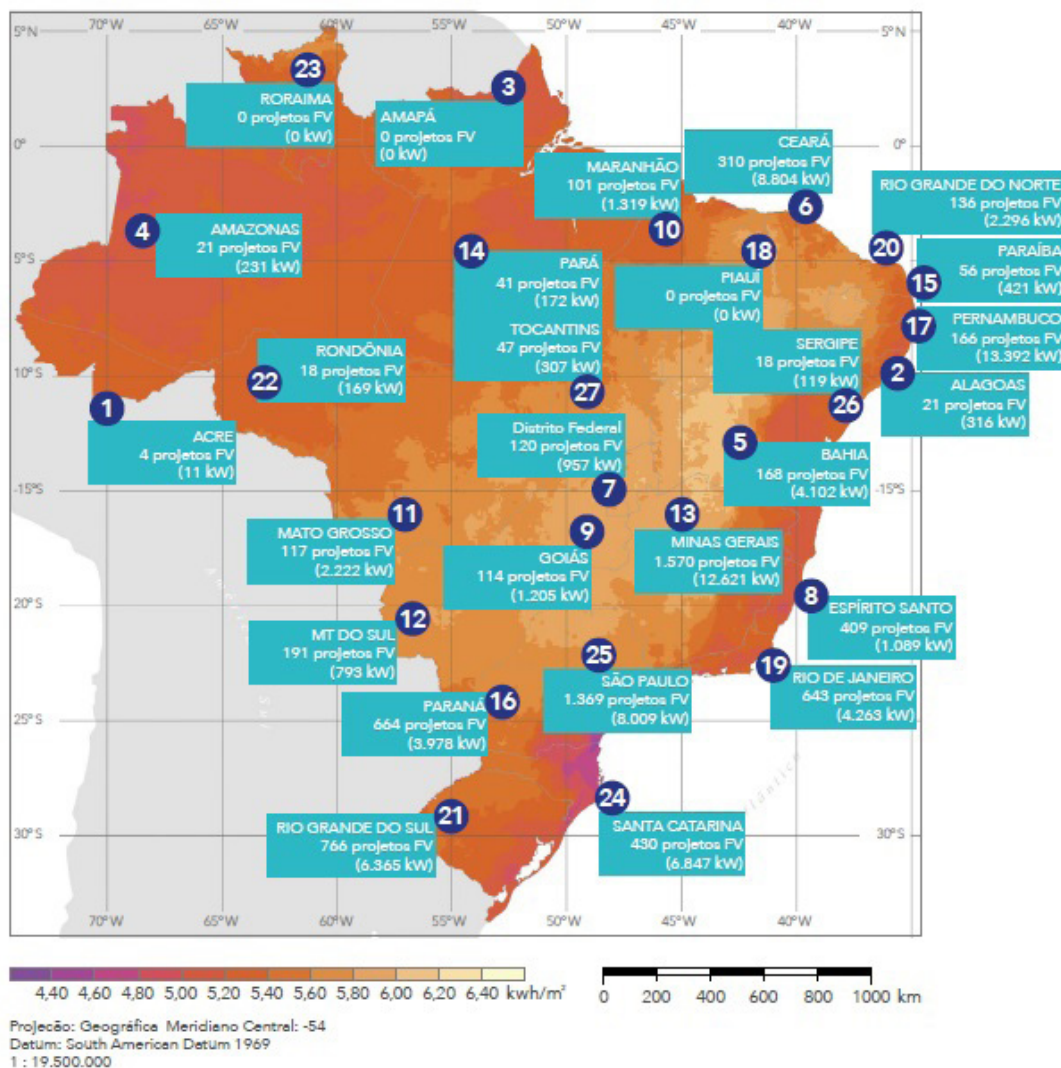 70°W 65°W 60°W 55°W 50°W 45°W 40°W
5°N 5°N
23
RORAIMA
0 projetos FV
(0 kW)
3
AMAPÁ
0 projetos FV
(0 kW)
0° 0°
CEARÁ
310 projetos FV
(8.804 kW)
6
MARANHÃO
101 projetos FV
(1.319 kW)
10
RIO GRANDE DO NORTE
136 projetos FV
(2.296 kW)
20
4
AMAZONAS
21 projetos FV
(231 kW)
14
PARÁ
41 projetos FV
(172 kW)
18
PIAUÍ
0 projetos FV
(0 kW)
PARAÍBA
56 projetos FV
(421 kW)
15
5°S
TOCANTINS
47 projetos FV
(307 kW)
27
17
PERNAMBUCO
166 projetos FV
(13.392 kW)
RONDÔNIA
18 projetos FV
(169 kW)
22
SERGIPE
18 projetos FV
(119 kW)
26
2
ALAGOAS
21 projetos FV
(316 kW)
10°S
1
ACRE
4 projetos FV
(11 kW)
Distrito Federal
120 projetos FV
(957 kW)
7
5
BAHIA
168 projetos FV
(4.102 kW)
-15°S -15°S
11
MATO GROSSO
117 projetos FV
(2.222 kW)
9
GOIÁS
114 projetos FV
(1.205 kW)
13
MINAS GERAIS
1.570 projetos FV
(12.621 kW)
8
ESPÍRITO SANTO
409 projetos FV
(1.089 kW)
20°S 20°S
12
MT DO SUL
191 projetos FV
(793 kW)
25
SÃO PAULO
1.369 projetos FV
(8.009 kW)
19
RIO DE JANEIRO
643 projetos FV
(4.263 kW)
16
PARANÁ
664 projetos FV
(3.978 kW)
25°S
21
RIO GRANDE DO SUL
766 projetos FV
(6.365 kW)
24
SANTA CATARINA
430 projetos FV
(6.847 kW)
30°S 30°S
70°W 65°W 60°W 55°W 50°W 45°W 40°W
4,40 4,60 4,80 5,00 5,20 5,40 5,60 5,80 6,00 6,20 6,40 kwh/m²
0 200 400 600 800 1000 km
Projecão: Geográfica Meridiano Central: -54
Datum: South American Datum 1969
1 : 19.500.000